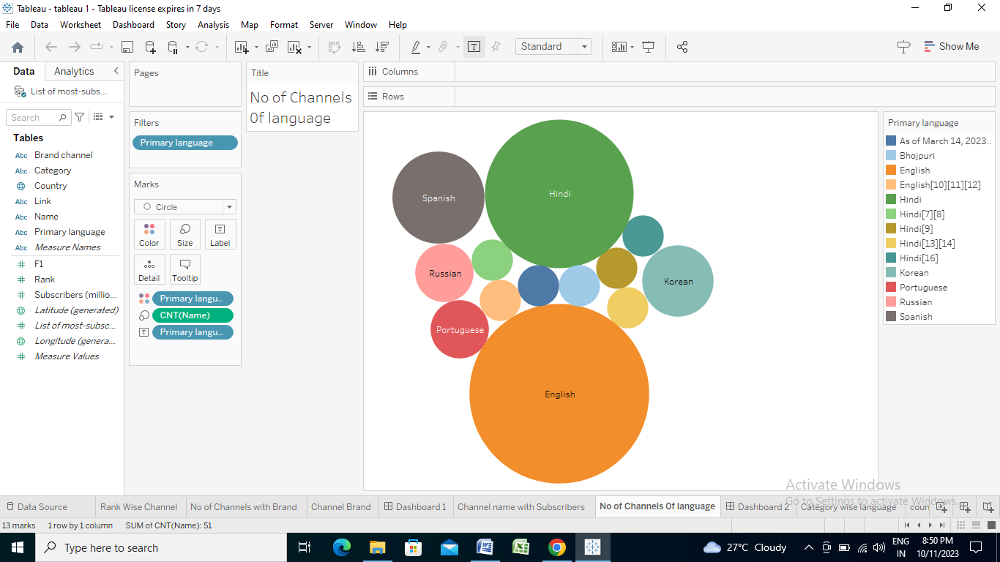 Tableau - tableau 1 - Tableau license expires in 7 days
File Data Worksheet Dashboard Story Analysis Map Format Server Window Help
Standard
Show Me
Data Analytics
List of most-subs...
Search
Tables
Abc Brand channel
Abc Category
Country
Abc Link
Abc Name
Abc Primary language
Abc Measure Names
F1
Rank
Subscribers (millio...
Latitude (generated)
List of most-subsc...
Longitude (genera...
Measure Values
Pages
Filters
Primary language
Marks
Circle
Color Size Label
Detail Tooltip
Primary langu..
CNT(Name)
Primary langu..
Title
No of Channels
0f language
Columns
Rows
Hindi
Spanish
Russian
Korean
Portuguese
English
Primary language
As of March 14, 2023..
Bhojpuri
English
English[10][11][12]
Hindi
Hindi[7][8]
Hindi[9]
Hindi[13][14]
Hindi[16]
Korean
Portuguese
Russian
Spanish
Activate Windows
Go to Settings to activate Windows.
Data Source Rank Wise Channel No of Channels with Brand Channel Brand Dashboard 1 Channel name with Subscribers No of Channels 0f language Dashboard 2 Category wise language coun
13 marks 1 row by 1 column SUM of CNT(Name): 51
Type here to search
27°C Cloudy
ENG
IN
8:50 PM
10/11/2023